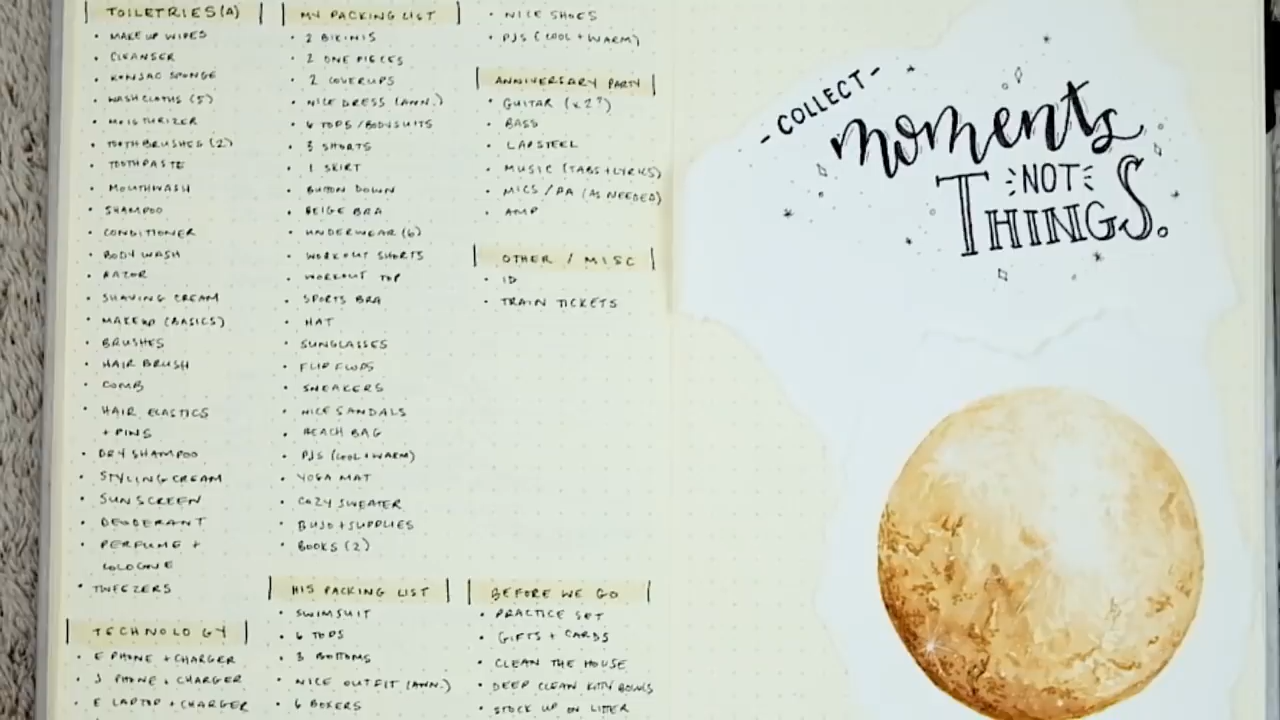 TOILETRIES (A)
• MAKE UP WIPES
• CLEANSER
• KONJAC SPONGE
• WASH CLOTHS (5)
• MOISTURIZER
• TOOTHBRUSHES (2)
• TOOTHPASTE
• MOUTHWASH
• SHAMPOO
• CONDITIONER
• BODY WASH
• RAZOR
• SHAVING CREAM
• MAKEUP (BASICS)
• BRUSHES
• HAIR BRUSH
• COMB
• HAIR ELASTICS
+ PINS
• DRY SHAMPOO
• STYLING CREAM
• SUNSCREEN
• DEODERANT
• PERFUME +
COLOGNE
• TWEEZERS
TECHNOLOGY
• E PHONE + CHARGER
• J PHONE + CHARGER
• E LAPTOP + CHARGER
MY PACKING LIST
• 2 BIKINIS
• 2 ONE PIECES
• 2 COVERUPS
• NICE DRESS (ANN.)
• 6 TOPS / BODYSUITS
• 3 SHORTS
• 1 SKIRT
• BUTTON DOWN
• BEIGE BRA
• UNDERWEAR (6)
• WORKOUT SHORTS
• WORKOUT TOP
• SPORTS BRA
• HAT
• SUNGLASSES
• FLIP FLOPS
• SNEAKERS
• NICE SANDALS
• BEACH BAG
• PJS (COOL + WARM)
• YOGA MAT
• COZY SWEATER
• BUJO + SUPPLIES
• BOOKS (2)
HIS PACKING LIST
• SWIMSUIT
• 6 TOPS
• 3 BOTTOMS
• NICE OUTFIT (ANN.)
• 6 BOXERS
• NICE SHOES
• PJS (COOL + WARM)
ANNIVERSARY PARTY
• GUITAR (x2?)
• BASS
• LAPSTEEL
• MUSIC (TABS + LYRICS)
• MICS / PA (AS NEEDED)
• AMP
OTHER / MISC
• ID
• TRAIN TICKETS
BEFORE WE GO
• PRACTICE SET
• GIFTS + CARDS
• CLEAN THE HOUSE
• DEEP CLEAN KITTY BOWLS
• STOCK UP ON LITTER
- COLLECT -
moments
NOT
THINGS.